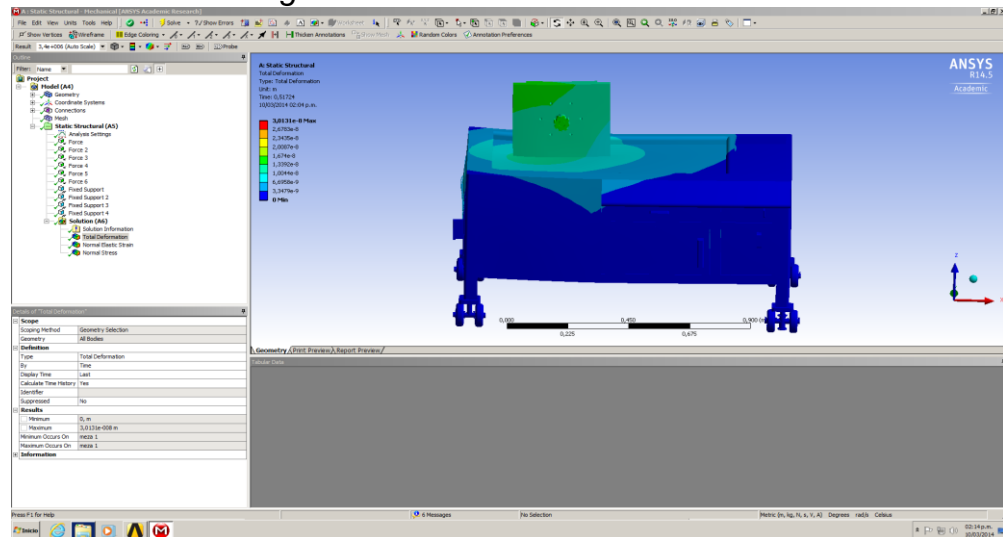 A: Static Structural - Mechanical [ANSYS Academic Research]
File Edit View Units Tools Help Solve ?/ Show Errors Worksheet
Show Vertices Wireframe Edge Coloring Thicken Annotations Show Mesh Random Colors Annotation Preferences
Result 3,4e+006 (Auto Scale) Probe
Outline
Filter: Name
Project
Model (A4)
Geometry
Coordinate Systems
Connections
Mesh
Static Structural (A5)
Analysis Settings
Force
Force 2
Force 3
Force 4
Force 5
Force 6
Fixed Support
Fixed Support 2
Fixed Support 3
Fixed Support 4
Solution (A6)
Solution Information
Total Deformation
Normal Elastic Strain
Normal Stress
Details of "Total Deformation"
Scope
Scoping Method Geometry Selection
Geometry All Bodies
Definition
Type Total Deformation
By Time
Display Time Last
Calculate Time History Yes
Identifier
Suppressed No
Results
Minimum 0, m
Maximum 3,0131e-008 m
Minimum Occurs On meza 1
Maximum Occurs On meza 1
Information
A: Static Structural
Total Deformation
Type: Total Deformation
Unit: m
Time: 0,51724
10/03/2014 02:04 p.m.
3,0131e-8 Max
2,6783e-8
2,3435e-8
2,0087e-8
1,674e-8
1,3392e-8
1,0044e-8
6,6958e-9
3,3479e-9
0 Min
ANSYS
R14.5
Academic
Z
X
0,000 0,450 0,900 (m)
0,225 0,675
Geometry Print Preview Report Preview
Tabular Data
Press F1 for Help 6 Messages No Selection Metric (m, kg, N, s, V, A) Degrees rad/s Celsius
Inicio 02:14 p.m.
10/03/2014